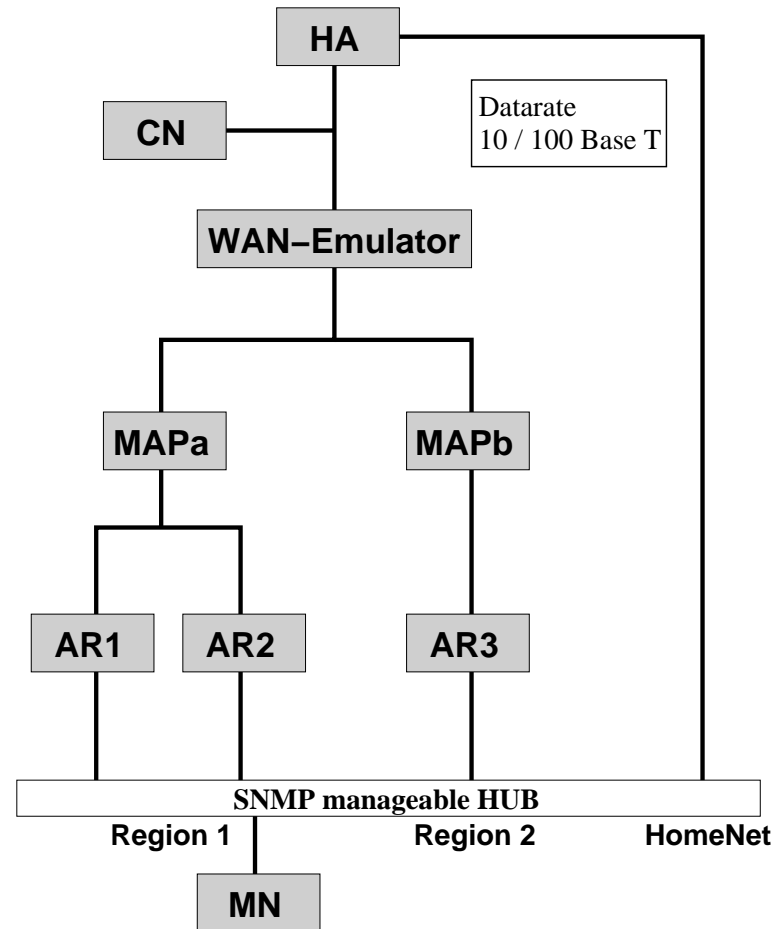 HA
CN
Datarate
10 / 100 Base T
WAN–Emulator
MAPa
MAPb
AR1
AR2
AR3
SNMP manageable HUB
Region 1
Region 2
HomeNet
MN